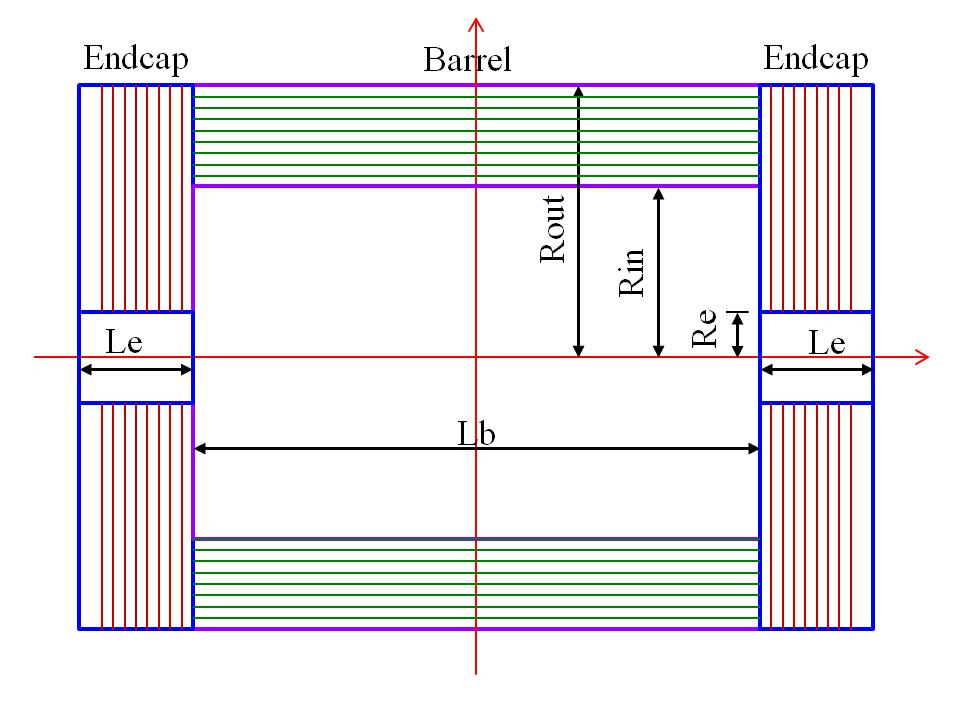 Endcap
Barrel
Endcap
Rout
Rin
Re
Le
Le
Lb